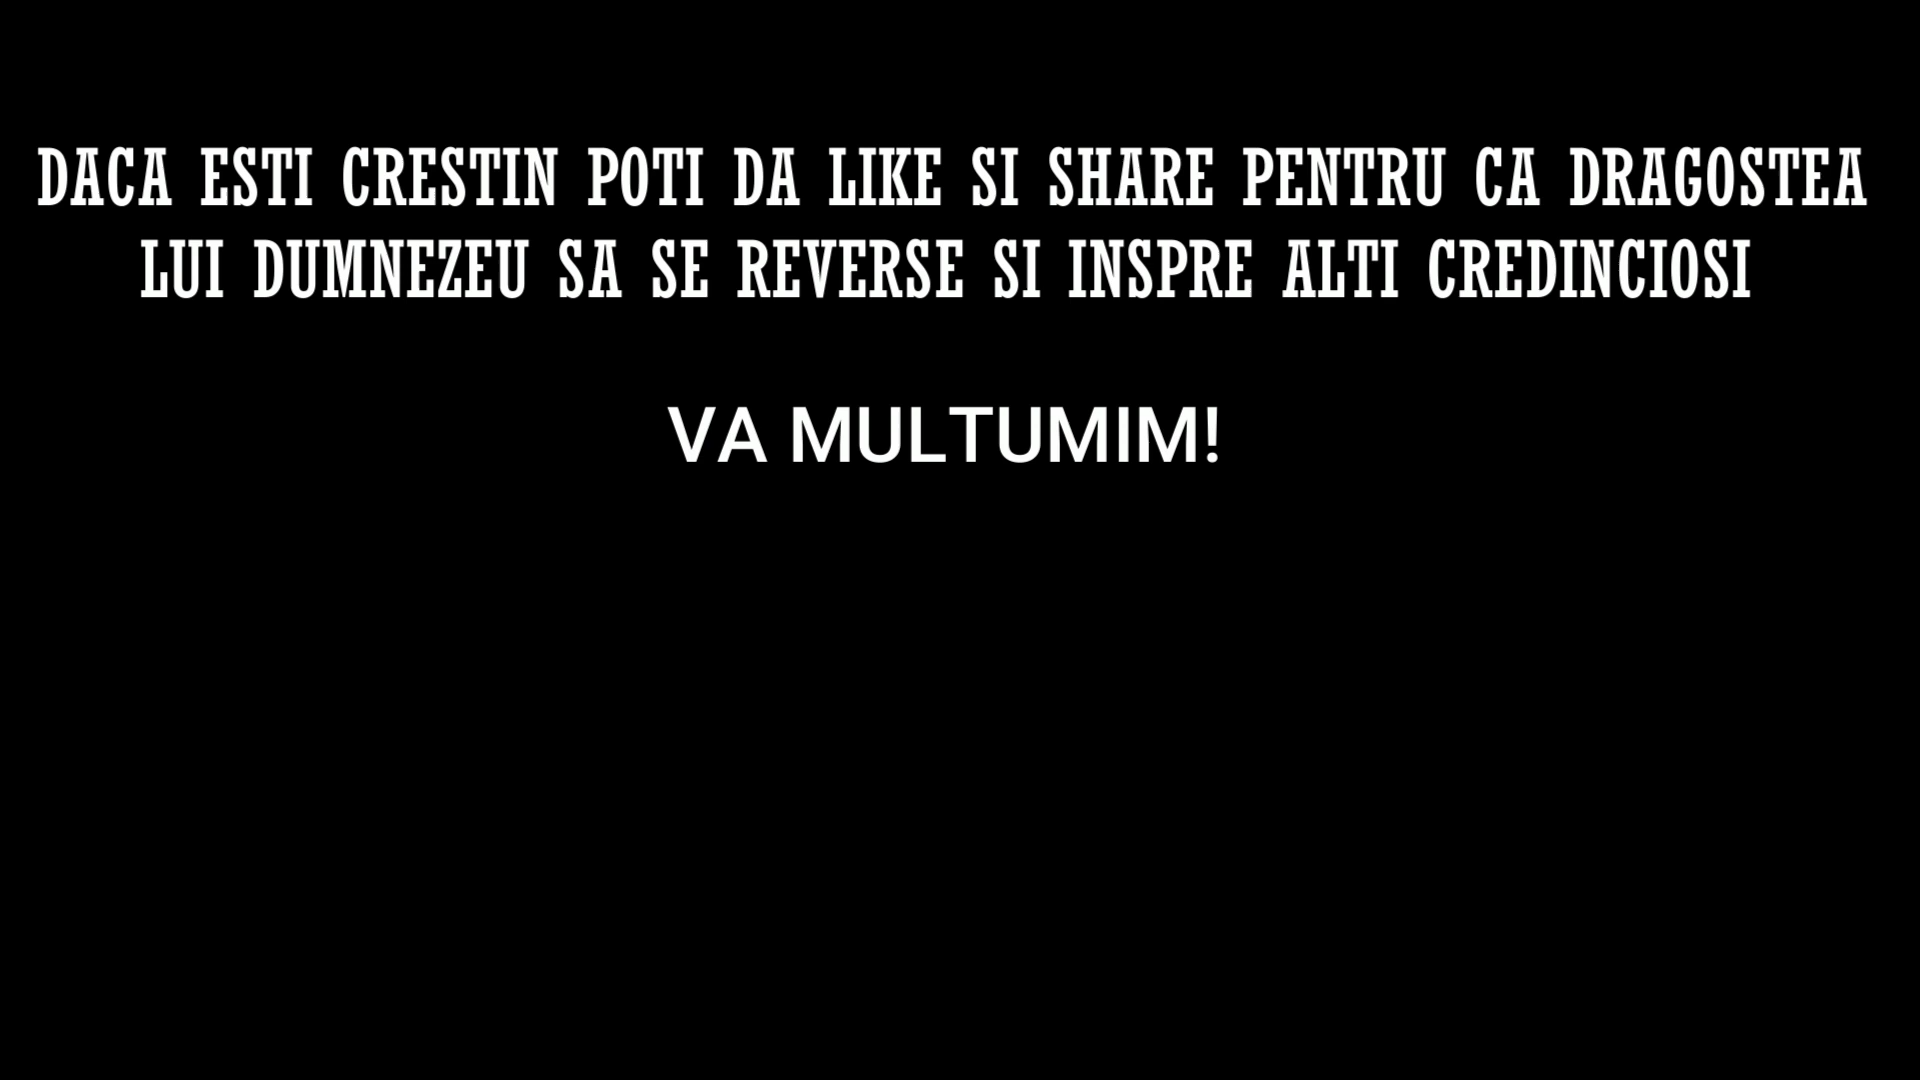 DACA ESTI CRESTIN POTI DA LIKE SI SHARE PENTRU CA DRAGOSTEA
LUI DUMNEZEU SA SE REVERSE SI INSPRE ALTI CREDINCIOSI
VA MULTUMIM!